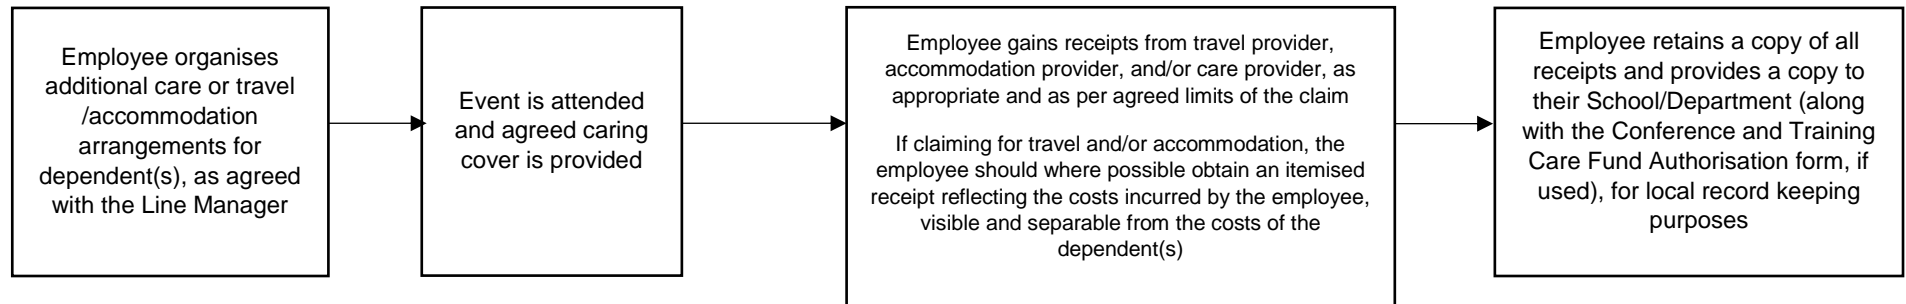 Employee organises
additional care or travel
/accommodation
arrangements for
dependent(s), as agreed
with the Line Manager
Event is attended
and agreed caring
cover is provided
Employee gains receipts from travel provider,
accommodation provider, and/or care provider, as
appropriate and as per agreed limits of the claim
If claiming for travel and/or accommodation, the
employee should where possible obtain an itemised
receipt reflecting the costs incurred by the employee,
visible and separable from the costs of the
dependent(s)
Employee retains a copy of all
receipts and provides a copy to
their School/Department (along
with the Conference and Training
Care Fund Authorisation form, if
used), for local record keeping
purposes